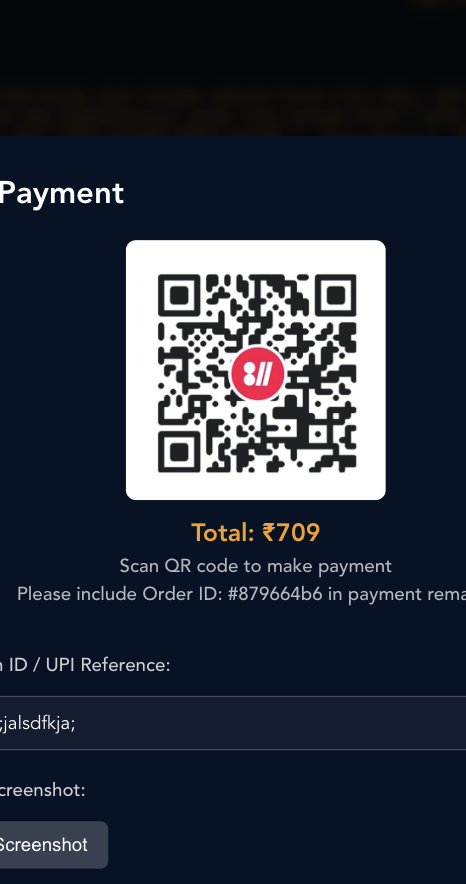 Payment
811
Total: ₹709
Scan QR code to make payment
Please include Order ID: #879664b6 in payment rema
ID / UPI Reference:
;jalsdfkja;
creenshot:
Screenshot